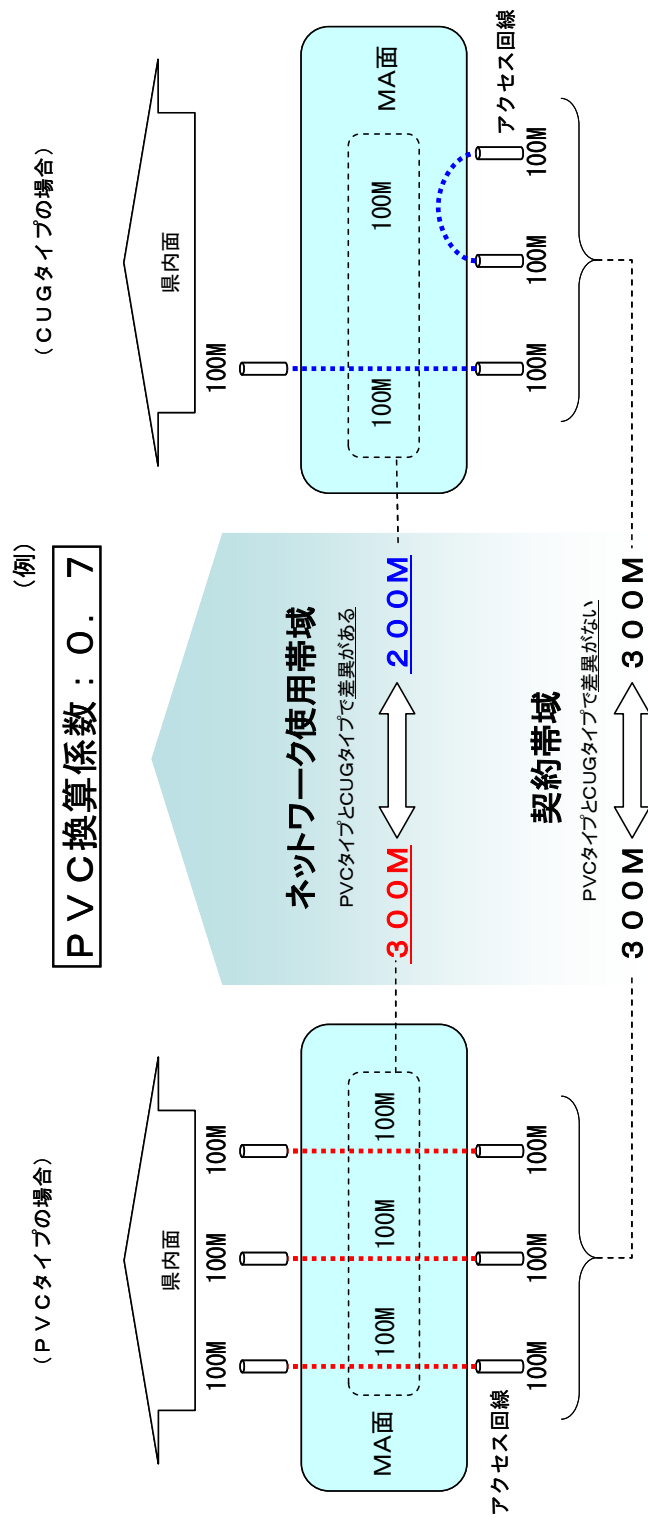 (例)
PVC換算係数:0.7
(PVCタイプの場合)
県内面
100M
100M
100M
MA面
100M
100M
100M
アクセス回線
100M
100M
100M
ネットワーク使用帯域
PVCタイプとCUGタイプで差異がある
300M
200M
契約帯域
PVCタイプとCUGタイプで差異がない
300M
300M
(CUGタイプの場合)
県内面
100M
MA面
100M
100M
アクセス回線
100M
100M
100M